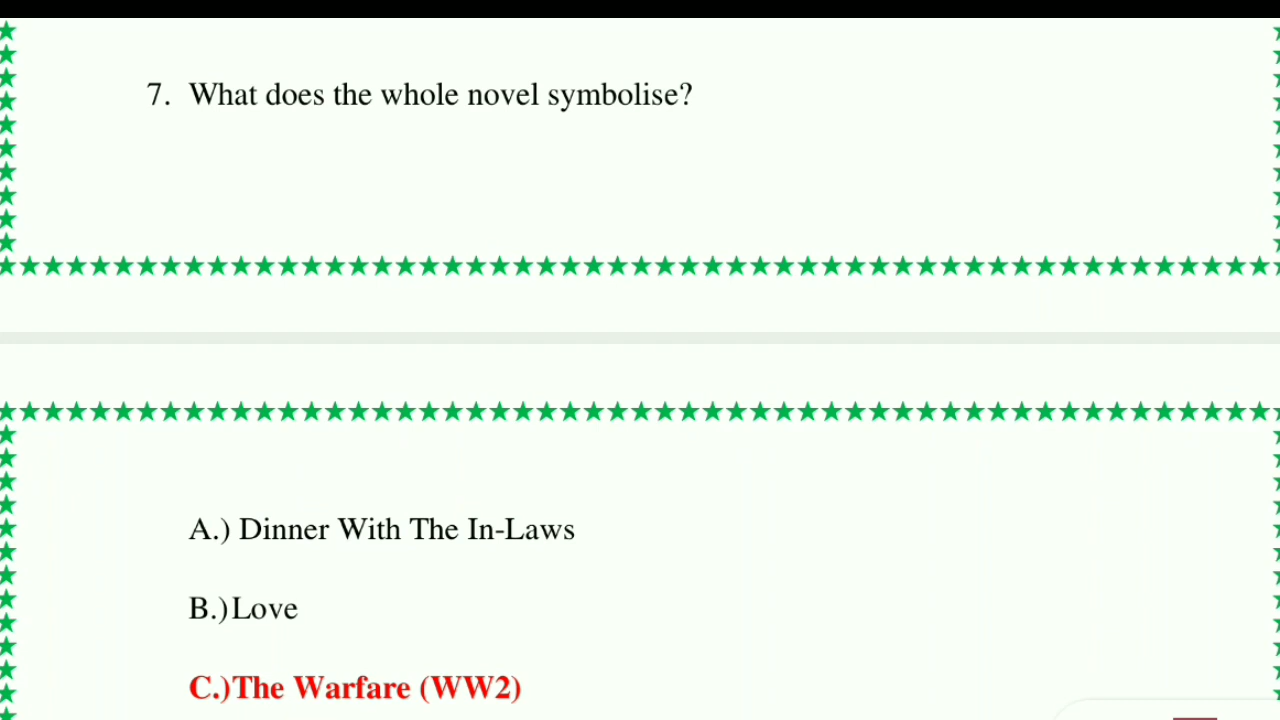 7. What does the whole novel symbolise?
A.) Dinner With The In-Laws
B.)Love
C.)The Warfare (WW2)